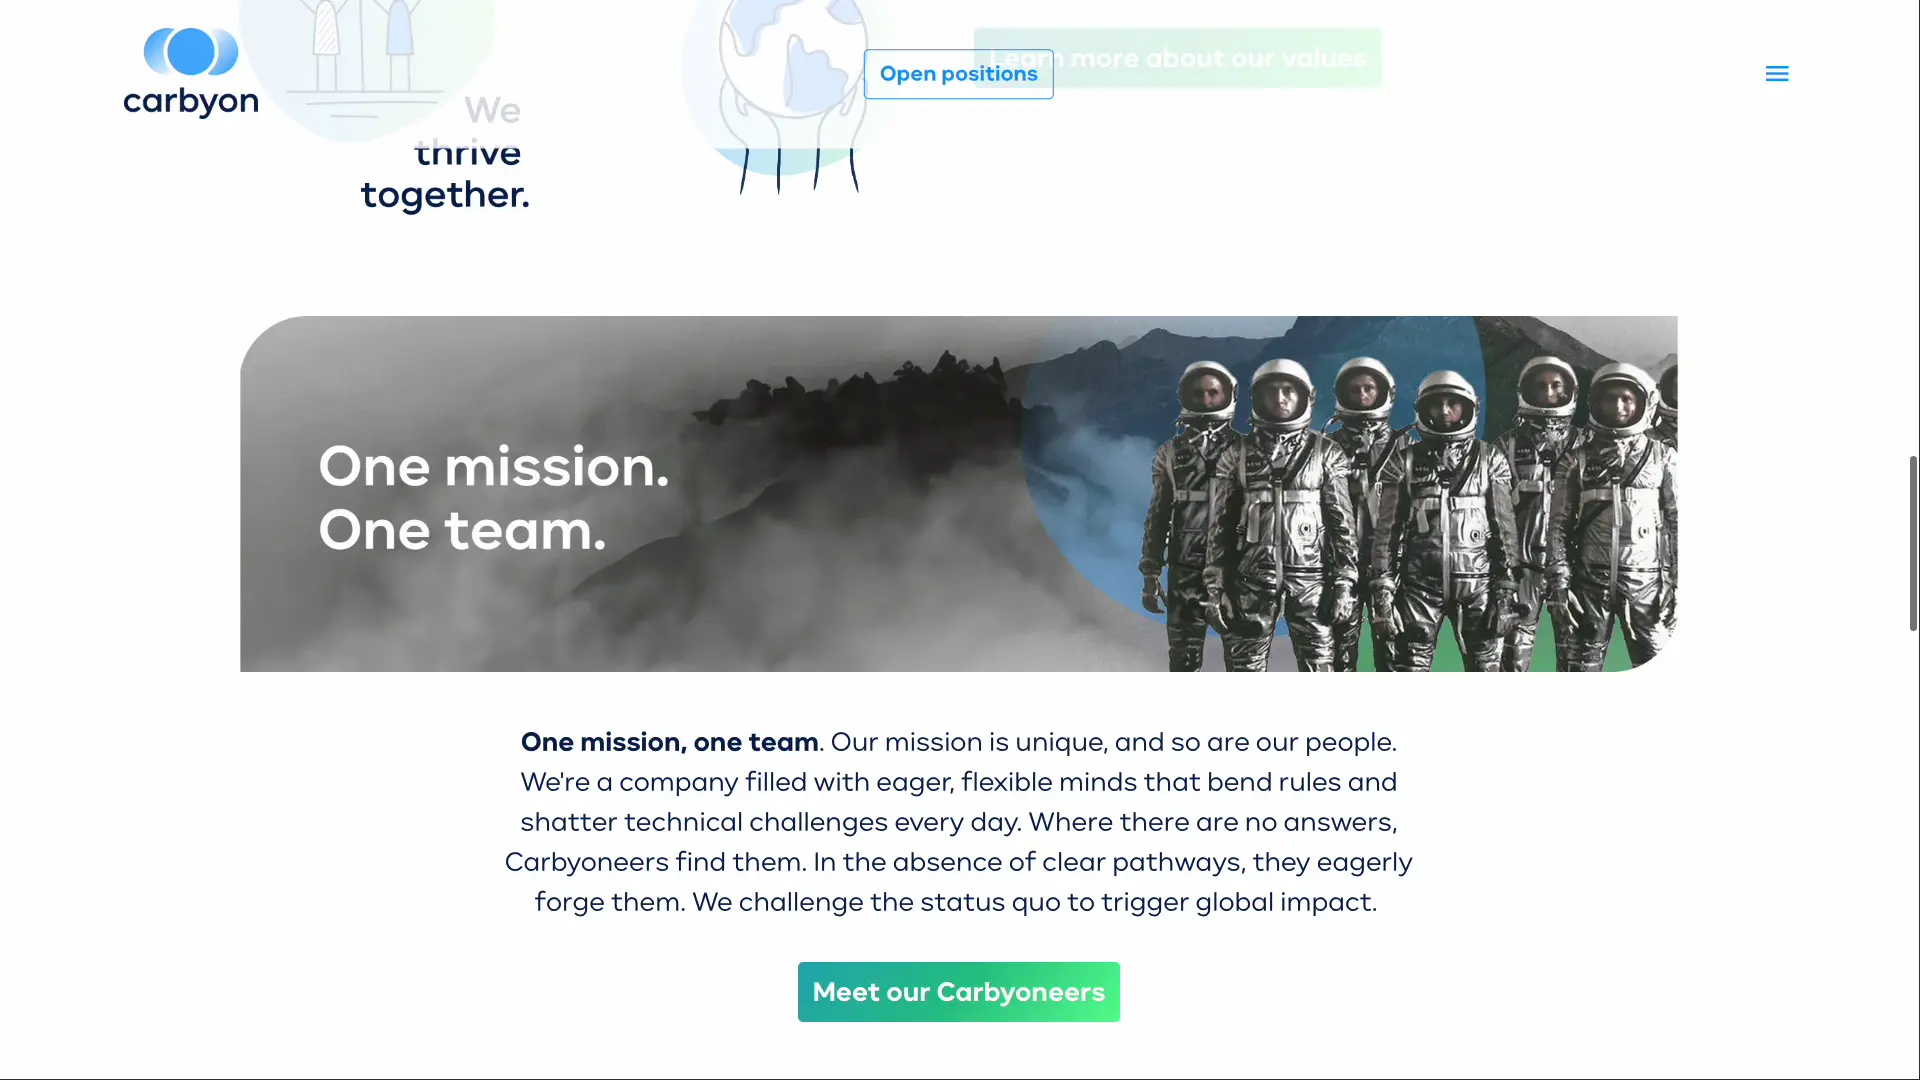 carbyon
Open positions
Learn more about our values
We
thrive
together.
One mission.
One team.
One mission, one team. Our mission is unique, and so are our people.
We're a company filled with eager, flexible minds that bend rules and
shatter technical challenges every day. Where there are no answers,
Carbyoneers find them. In the absence of clear pathways, they eagerly
forge them. We challenge the status quo to trigger global impact.
Meet our Carbyoneers